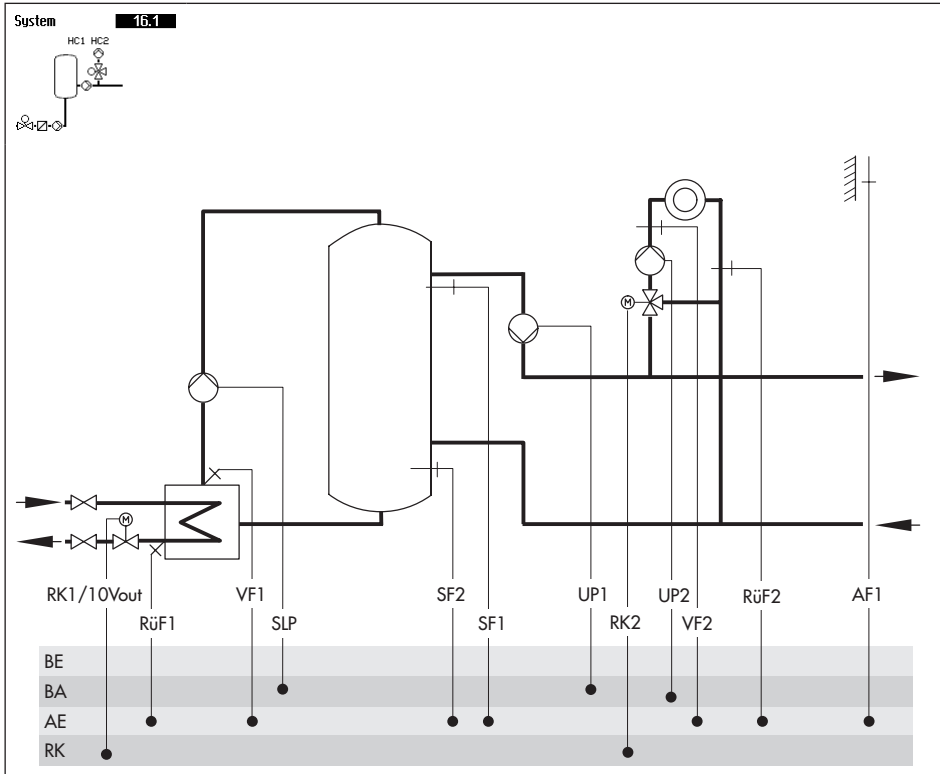 System 16.1
HC1 HC2
M
M
RK1/10Vout VF1 SF2 UP1 UP2 RüF2 AF1
RüF1 SLP SF1 RK2 VF2
BE
BA
AE
RK